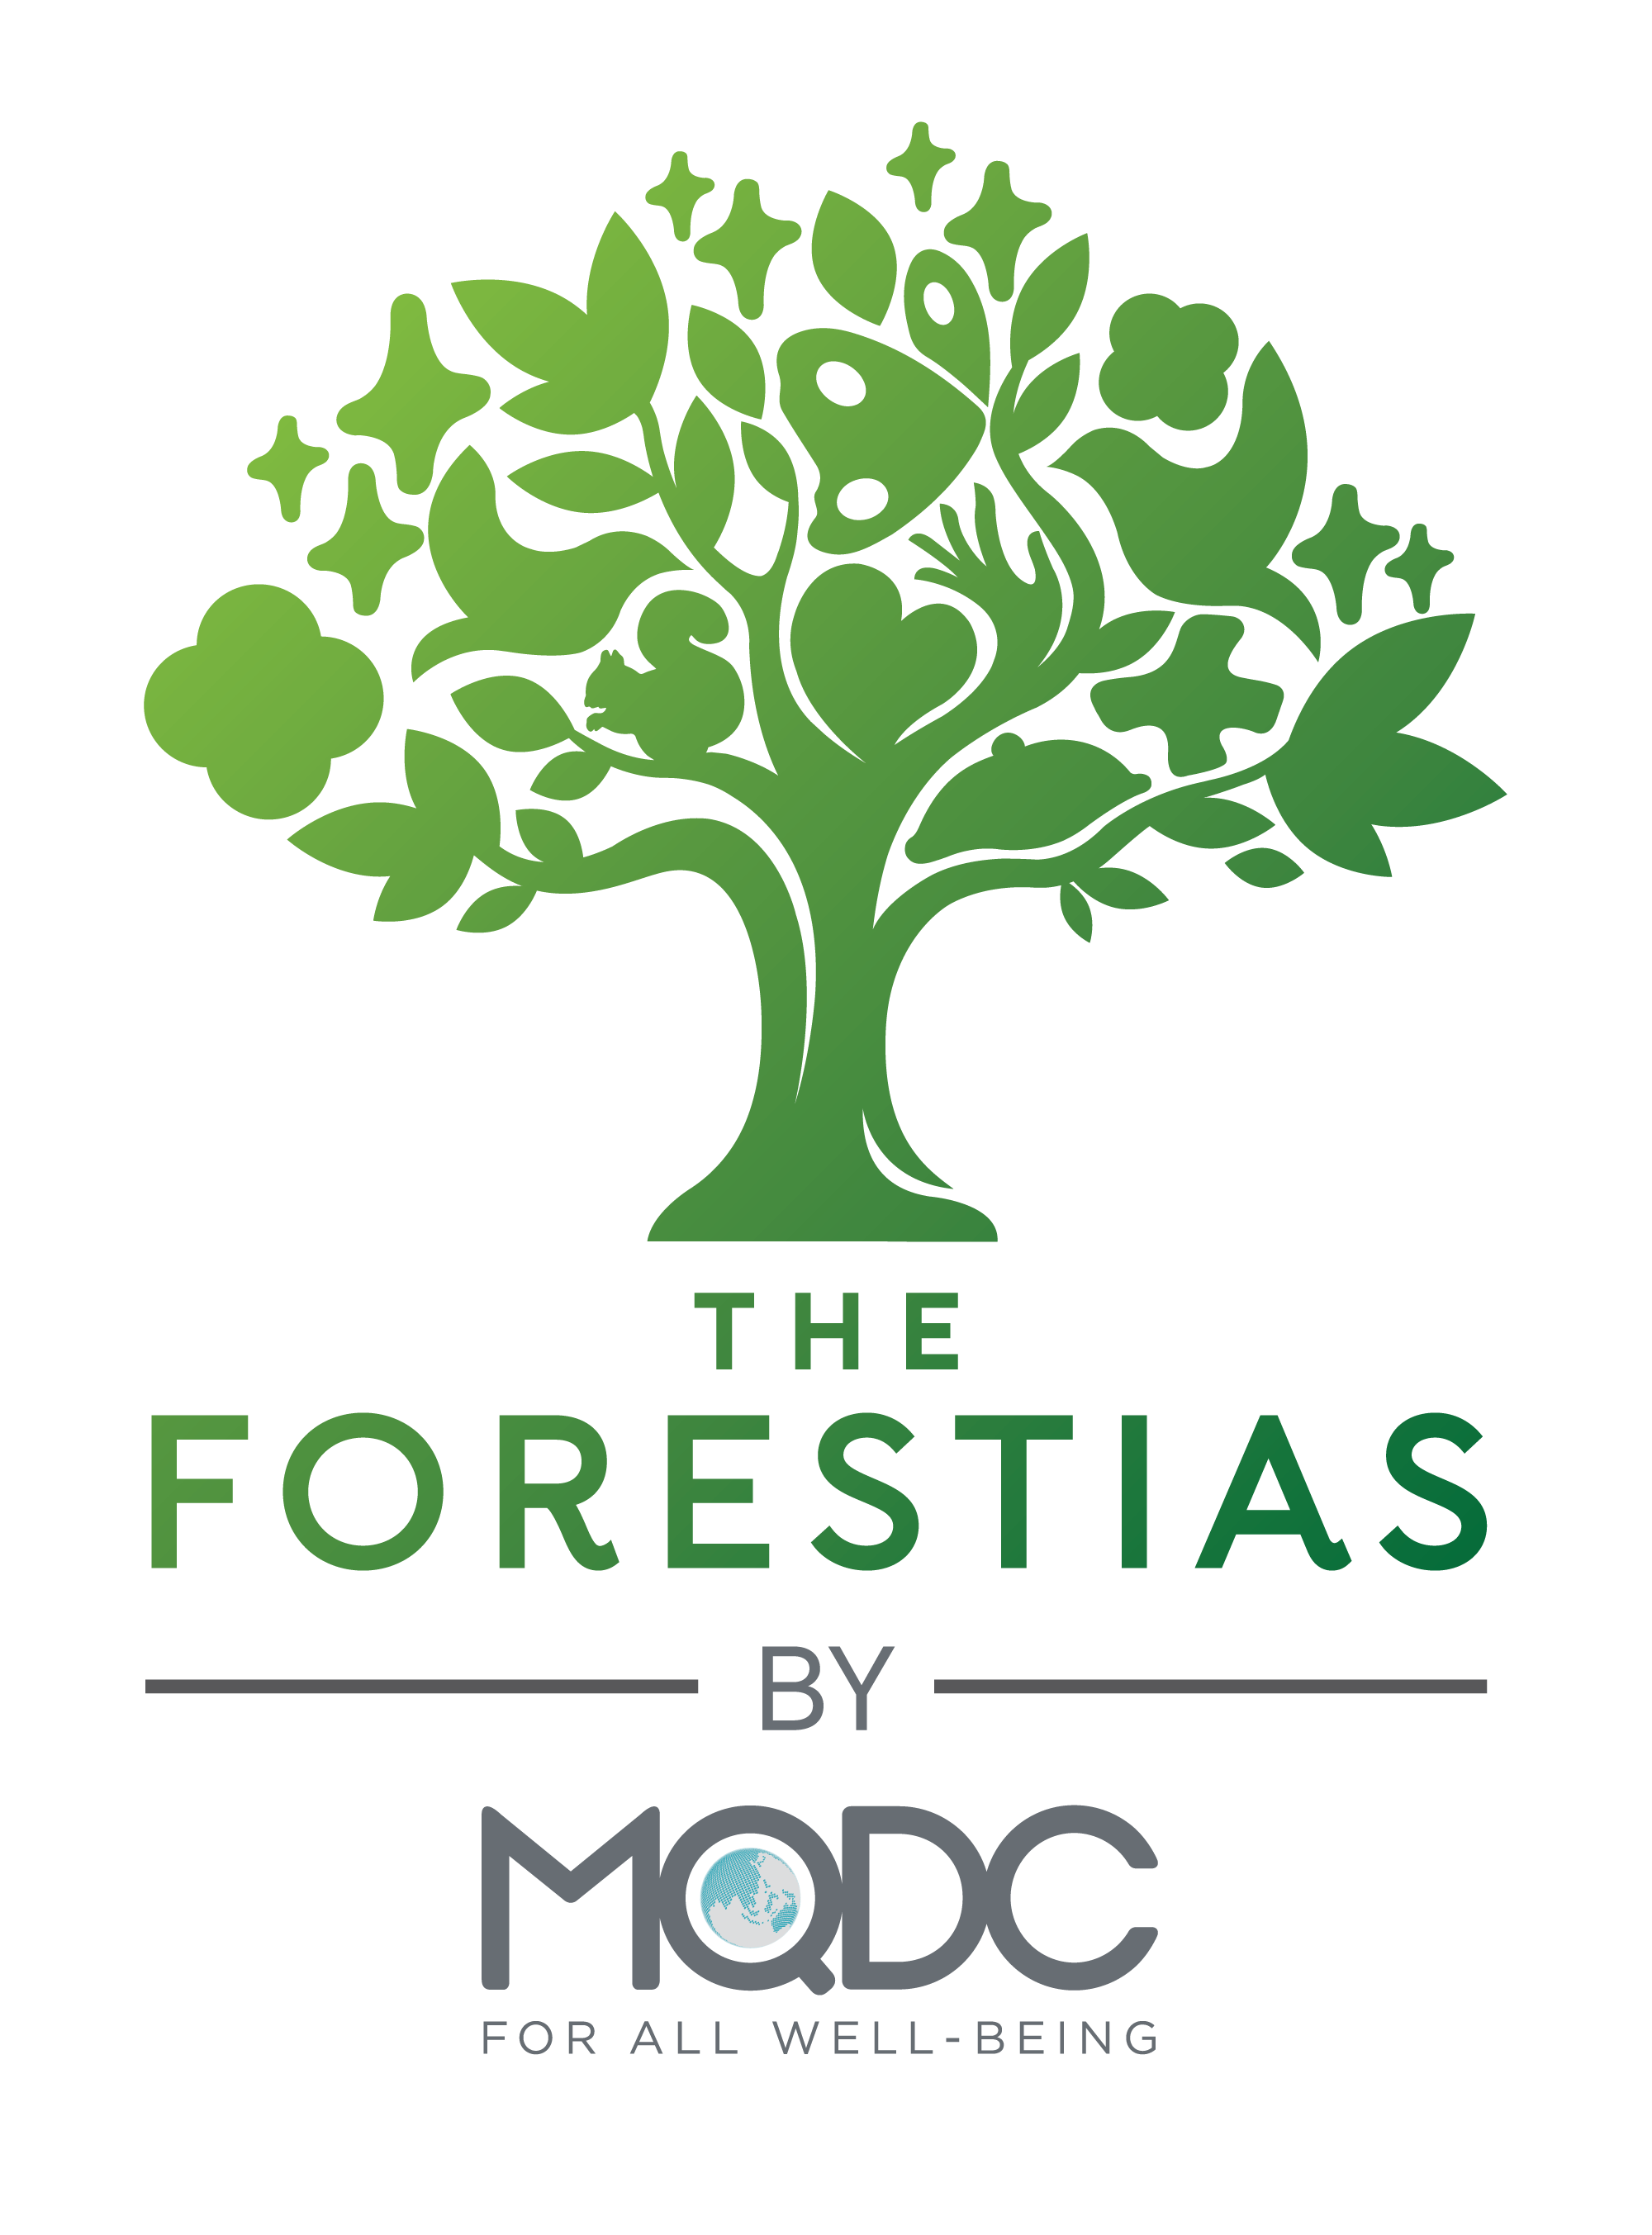 THE
FORESTIAS
BY
MQDC
FOR ALL WELL-BEING